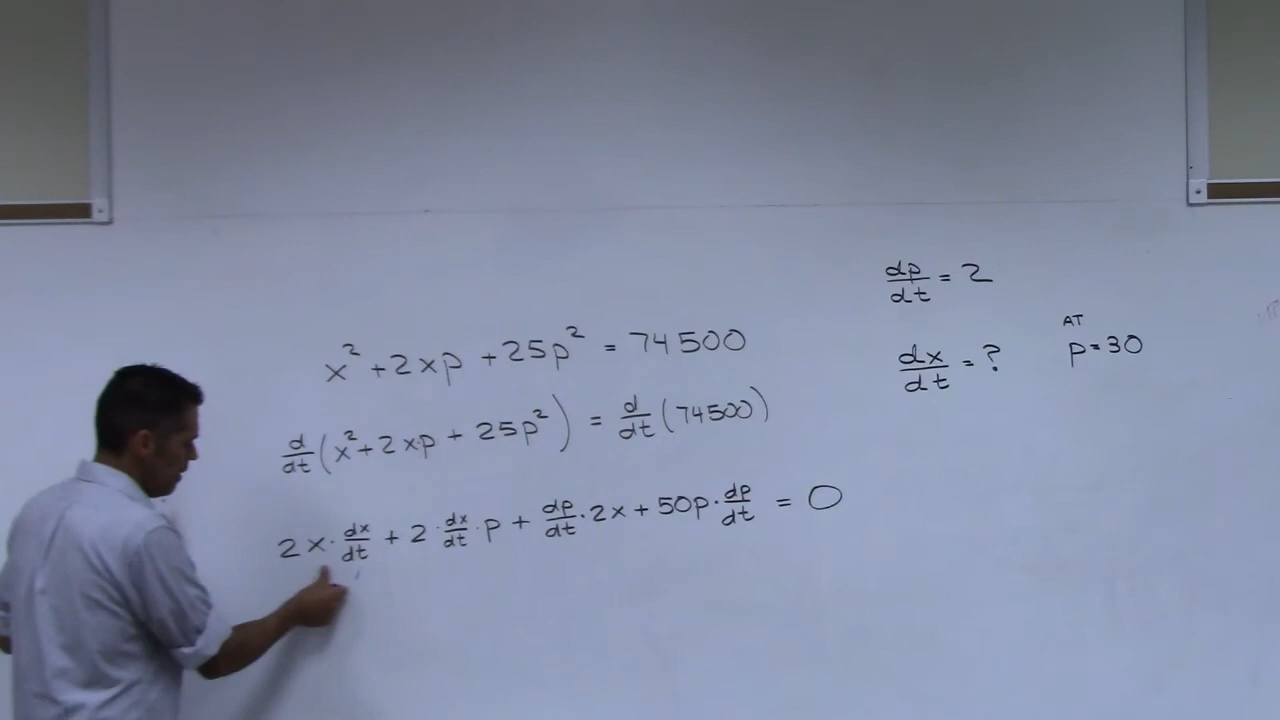 x² + 2xp + 25p² = 74500
d/dt (x² + 2xp + 25p²) = d/dt (74500)
2x · dx/dt + 2 · dx/dt · p + dp/dt · 2x + 50p · dp/dt = 0
dp/dt = 2
dx/dt = ?
AT
p = 30